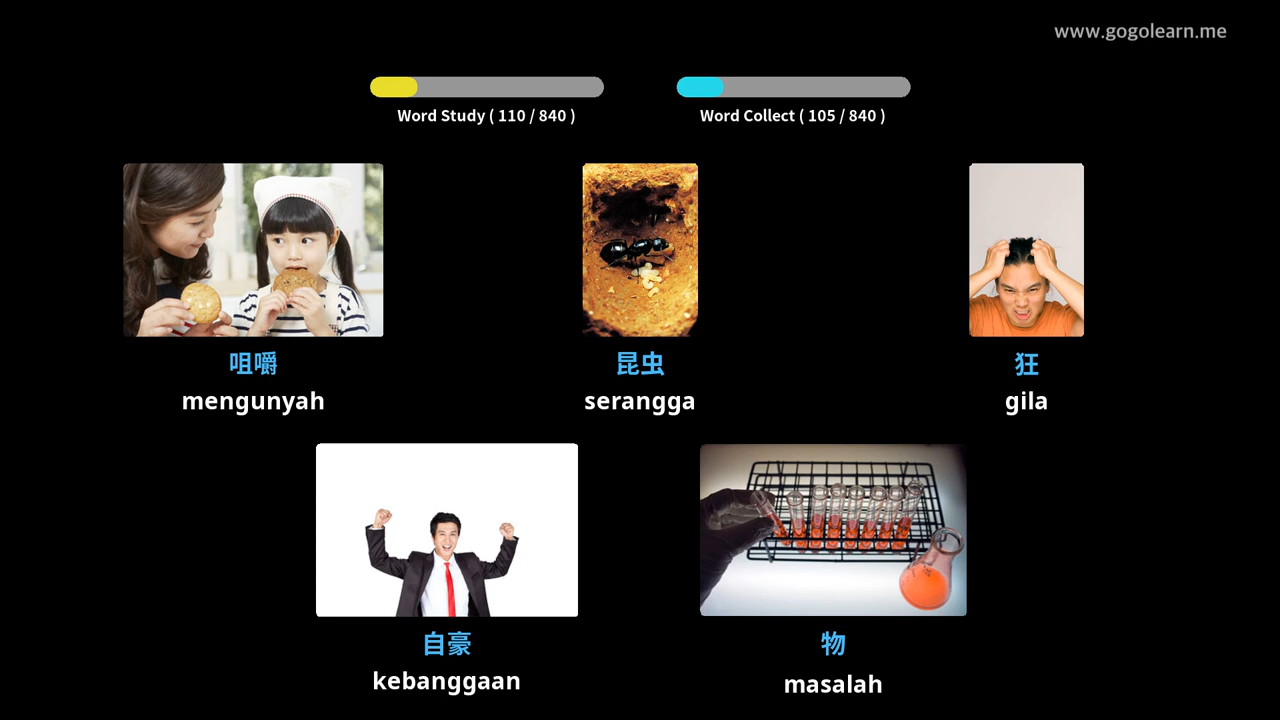 www.gogolearn.me
Word Study ( 110 / 840 )
Word Collect ( 105 / 840 )
咀嚼
mengunyah
昆虫
serangga
狂
gila
自豪
kebanggaan
物
masalah